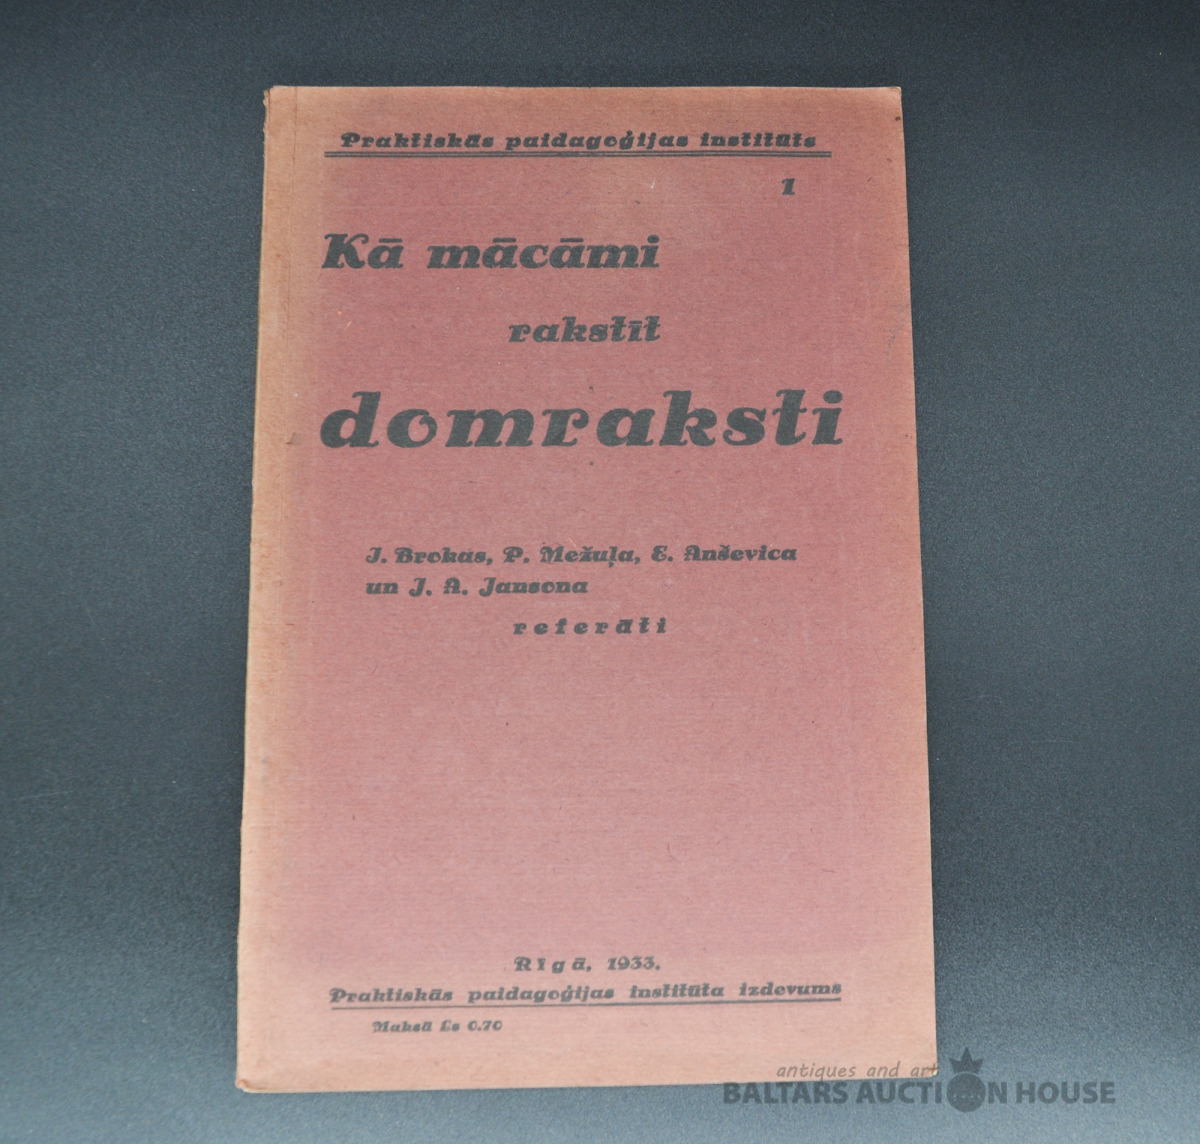 Praktiskās paidagoģijas institūts
1
Kā mācāmi
rakstīt
domraksti
J. Brokas, P. Mežuļa, E. Anševica
un J. A. Jansona
referāti
Rīgā, 1933.
Praktiskās paidagoģijas institūta izdevums
Maksā Ls 0.70
antiques and art
BALTARS AUCTION HOUSE